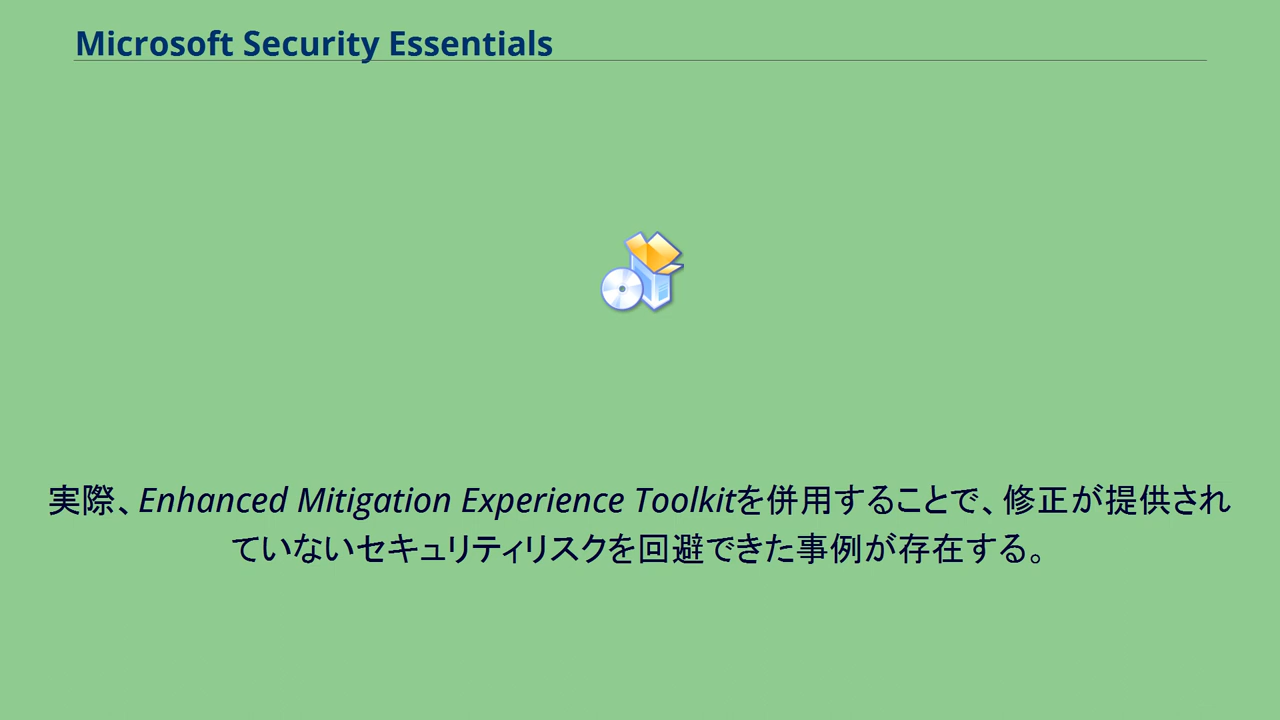 Microsoft Security Essentials
実際、Enhanced Mitigation Experience Toolkitを併用することで、修正が提供され
ていないセキュリティリスクを回避できた事例が存在する。